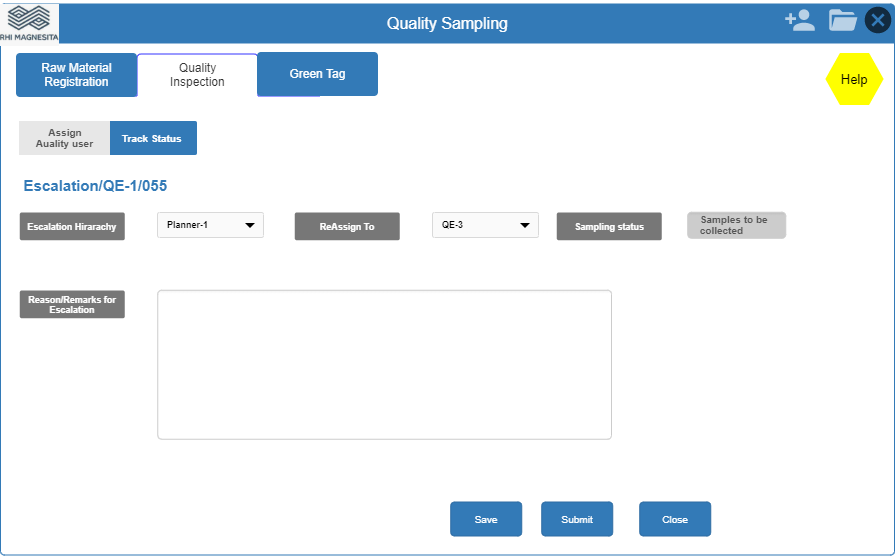 RHI MAGNESITA
Quality Sampling
Raw Material
Registration
Quality
Inspection
Green Tag
Help
Assign
Auality user
Track Status
Escalation/QE-1/055
Escalation Hirarachy
Planner-1
ReAssign To
QE-3
Sampling status
Samples to be
collected
Reason/Remarks for
Escalation
Save
Submit
Close